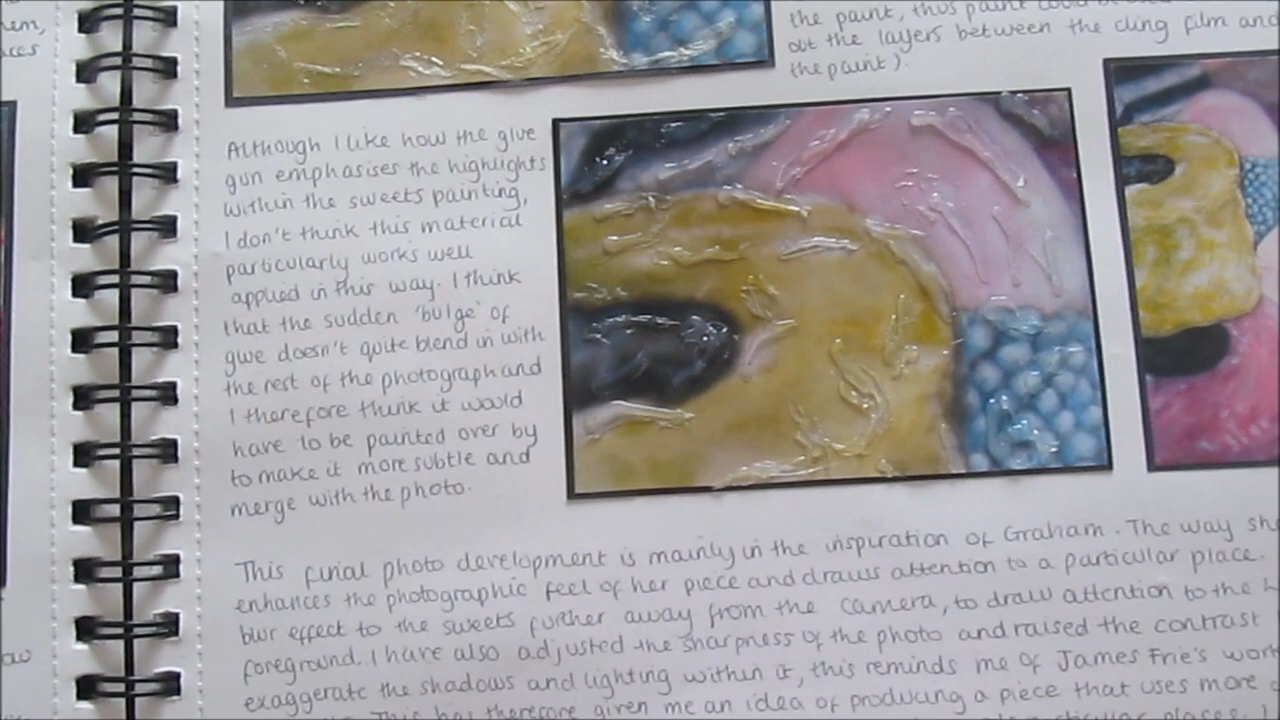 hem,
aces
the paint, thus paint could be used
out the layers between the cling film and
the paint).
Although I like how the glue
gun emphasises the highlights
within the sweets painting,
I don't think this material
particularly works well
applied in this way. I think
that the sudden 'bulge' of
glue doesn't quite blend in with
the rest of the photograph and
I therefore think it would
have to be painted over by
to make it more subtle and
merge with the photo.
This final photo development is mainly in the inspiration of Graham. The way sh
enhances the photographic feel of her piece and draws attention to a particular place.
blur effect to the sweets further away from the camera, to draw attention to the
foreground. I have also adjusted the sharpness of the photo and raised the contrast
exaggerate the shadows and lighting within it, this reminds me of James Frie's work
This has therefore given me an idea of producing a piece that uses more
particular places.